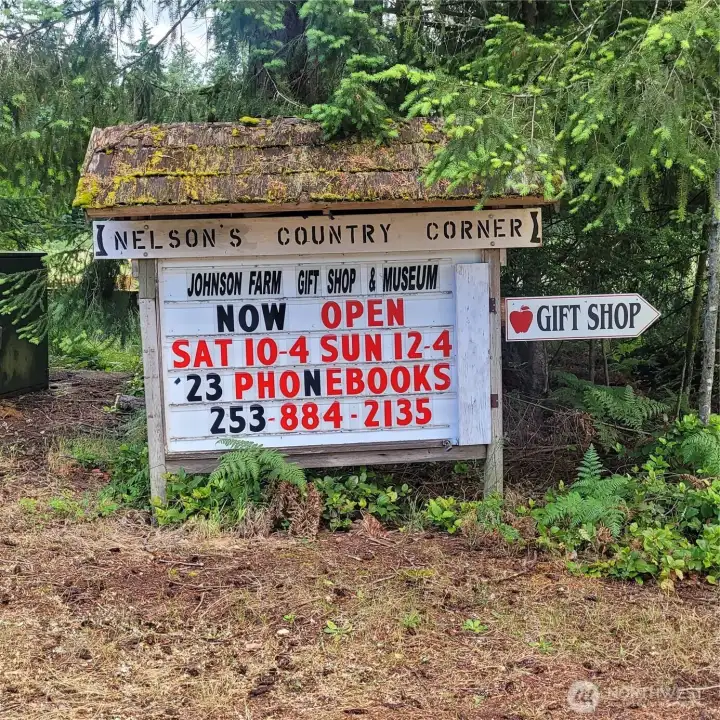 NELSON'S COUNTRY CORNER
JOHNSON FARM GIFT SHOP & MUSEUM
NOW OPEN
SAT 10-4 SUN 12-4
'23 PHONEBOOKS
253-884-2135
GIFT SHOP
NORTHWEST